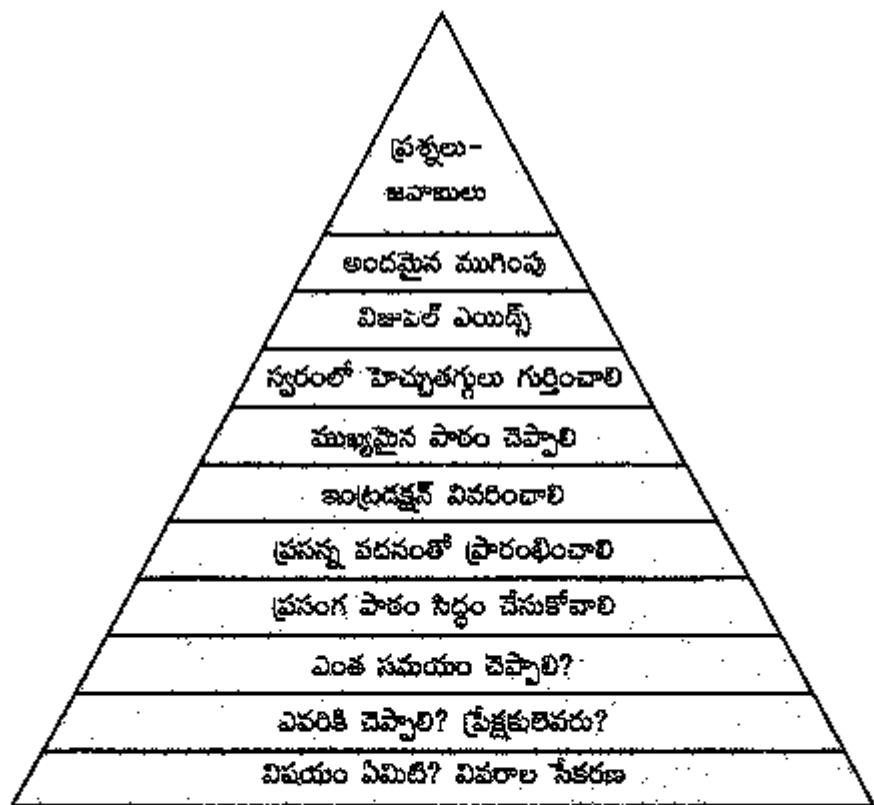 ప్రశ్నలు-
జవాబులు
అందమైన ముగింపు
విజువల్ ఎయిడ్స్
స్వరంలో హెచ్చుతగ్గులు గుర్తించాలి
ముఖ్యమైన పాఠం చెప్పాలి
ఇంట్రడక్షన్ వివరించాలి
ప్రసన్న వదనంతో ప్రారంభించాలి
ప్రసంగ పాఠం సిద్ధం చేసుకోవాలి
ఎంత సమయం చెప్పాలి?
ఎవరికి చెప్పాలి? ప్రేక్షకులెవరు?
విషయం ఏమిటి? వివరాల సేకరణ